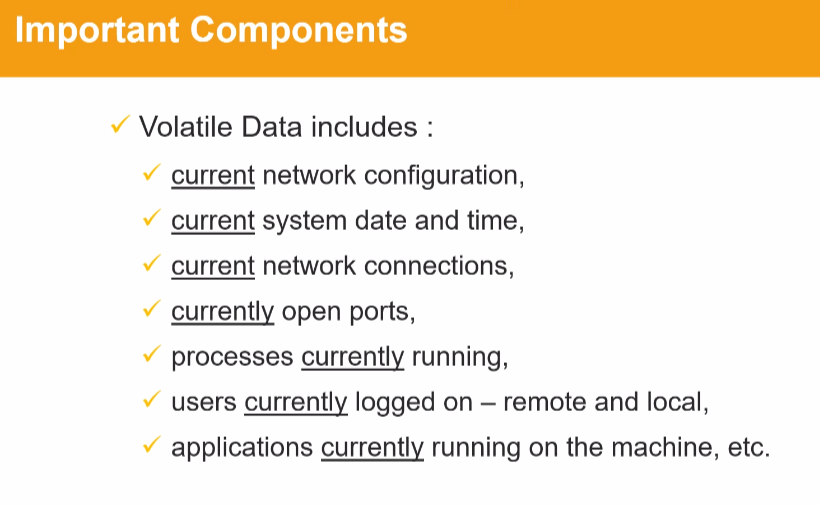 Important Components
✓ Volatile Data includes :
✓ current network configuration,
✓ current system date and time,
✓ current network connections,
✓ currently open ports,
✓ processes currently running,
✓ users currently logged on – remote and local,
✓ applications currently running on the machine, etc.